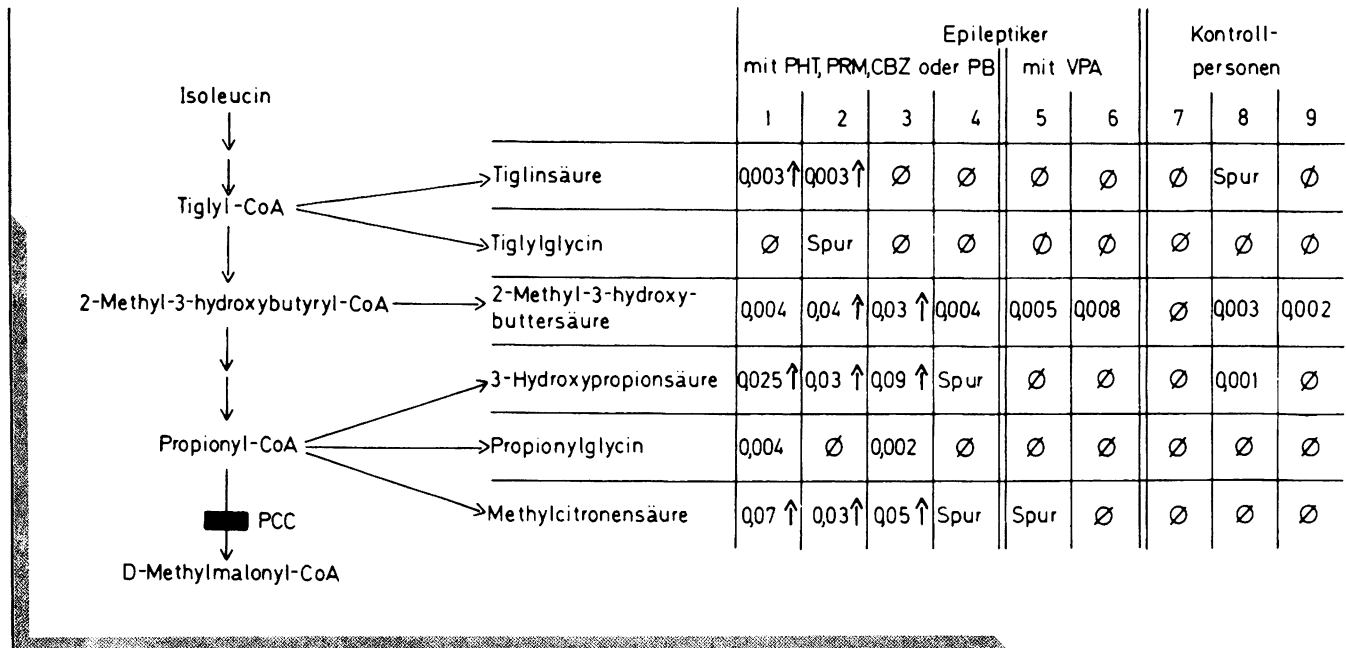 Epileptiker
Kontroll-
personen
mit PHT, PRM, CBZ oder PB
mit VPA
1 2 3 4 5 6 7 8 9
Isoleucin
Tiglyl-CoA
2-Methyl-3-hydroxybutyryl-CoA
Propionyl-CoA
PCC
D-Methylmalonyl-CoA
Tiglinsäure 0,003↑ 0,003↑ Ø Ø Ø Ø Ø Spur Ø
Tiglylglycin Ø Spur Ø Ø Ø Ø Ø Ø Ø
2-Methyl-3-hydroxy-
buttersäure 0,004 0,04 ↑ 0,03 ↑ 0,004 0,005 0,008 Ø 0,003 0,002
3-Hydroxypropionsäure 0,025↑ 0,03 ↑ 0,09 ↑ Spur Ø Ø Ø 0,001 Ø
Propionylglycin 0,004 Ø 0,002 Ø Ø Ø Ø Ø Ø
Methylcitronensäure 0,07 ↑ 0,03↑ 0,05 ↑ Spur Spur Ø Ø Ø Ø